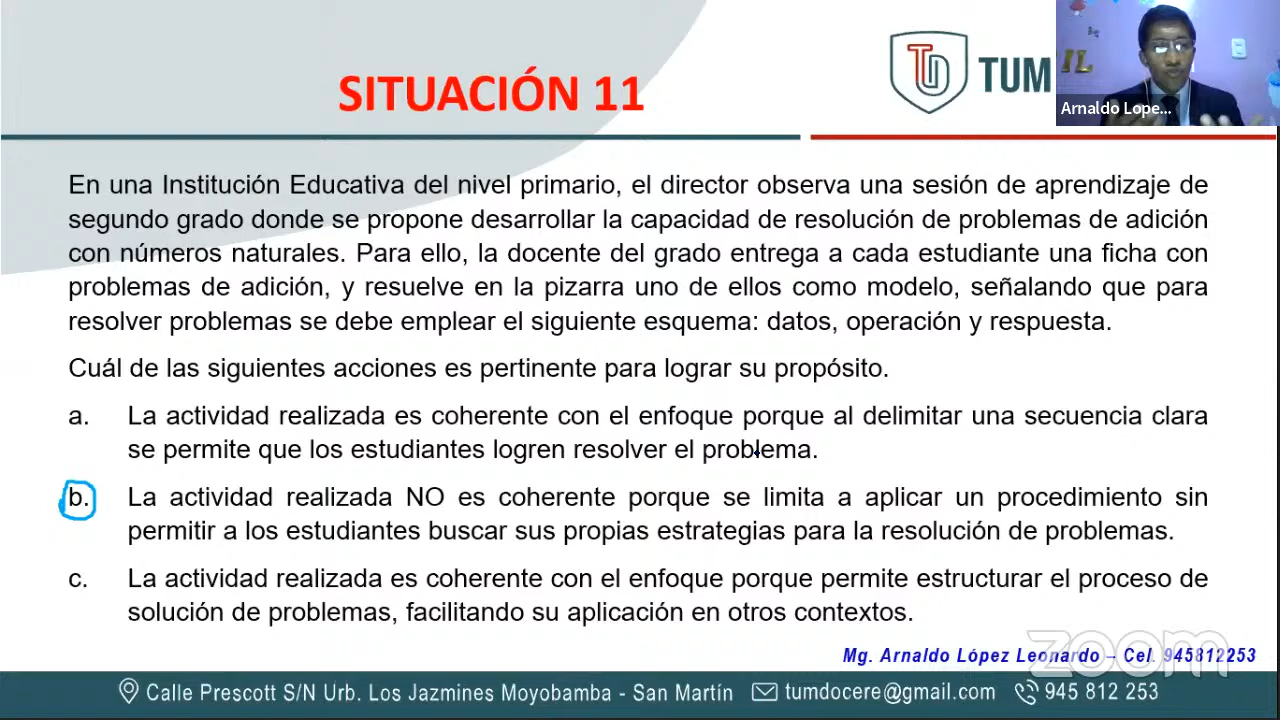 SITUACIÓN 11
TUM
IL
Arnaldo Lope...
En una Institución Educativa del nivel primario, el director observa una sesión de aprendizaje de
segundo grado donde se propone desarrollar la capacidad de resolución de problemas de adición
con números naturales. Para ello, la docente del grado entrega a cada estudiante una ficha con
problemas de adición, y resuelve en la pizarra uno de ellos como modelo, señalando que para
resolver problemas se debe emplear el siguiente esquema: datos, operación y respuesta.
Cuál de las siguientes acciones es pertinente para lograr su propósito.
a. La actividad realizada es coherente con el enfoque porque al delimitar una secuencia clara
se permite que los estudiantes logren resolver el problema.
b. La actividad realizada NO es coherente porque se limita a aplicar un procedimiento sin
permitir a los estudiantes buscar sus propias estrategias para la resolución de problemas.
c. La actividad realizada es coherente con el enfoque porque permite estructurar el proceso de
solución de problemas, facilitando su aplicación en otros contextos.
zoom
Mg. Arnaldo López Leonardo – Cel. 945812253
Calle Prescott S/N Urb. Los Jazmines Moyobamba - San Martín tumdocere@gmail.com 945 812 253